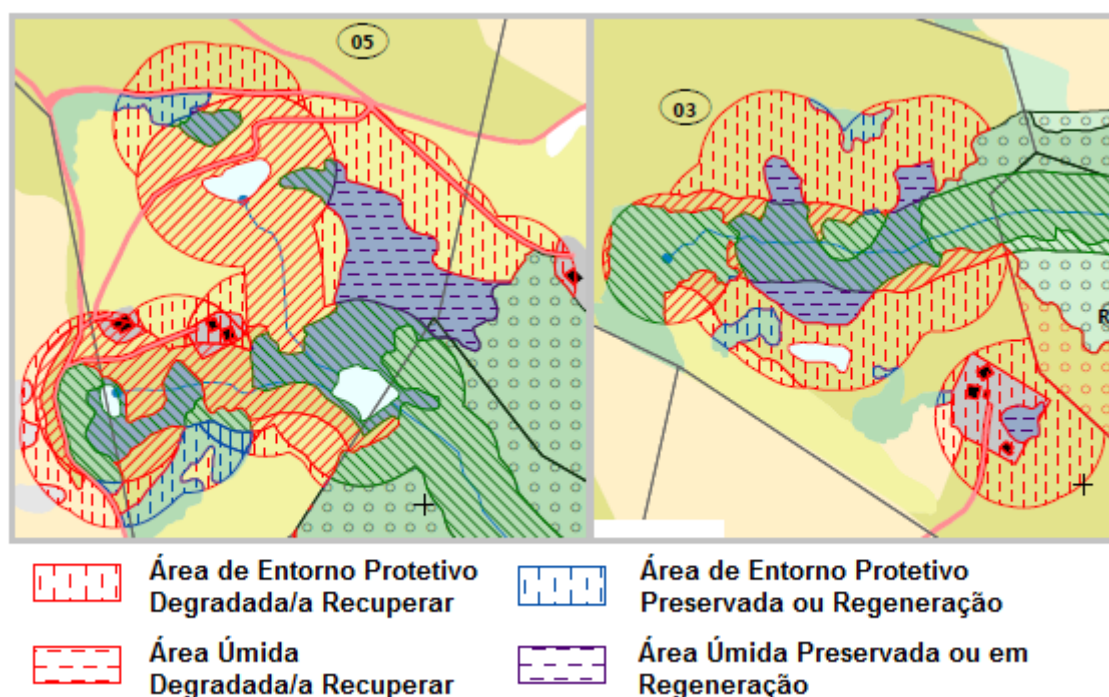 05
03
R
Área de Entorno Protetivo
Degradada/a Recuperar
Área de Entorno Protetivo
Preservada ou Regeneração
Área Úmida
Degradada/a Recuperar
Área Úmida Preservada ou em
Regeneração